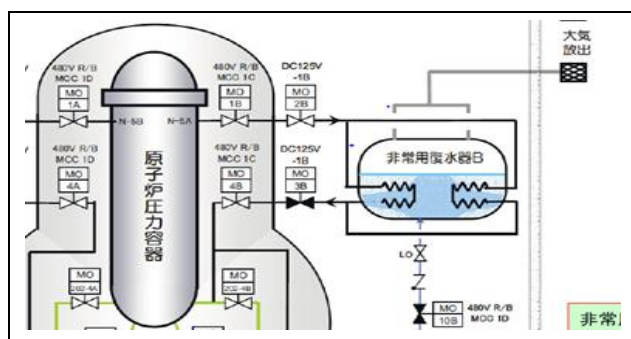 大気
放出
480V R/B
MCC 1D
480V R/B
MCC 1C
DC125V
-1B
MO
1A
MO
1B
MO
2B
N-5B
N-5A
原子炉圧力容器
非常用復水器B
480V R/B
MCC 1D
480V R/B
MCC 1C
DC125V
-1B
MO
4A
MO
4B
MO
3B
LO
MO
202-4A
MO
202-4B
MO
10B
480V R/B
MCC 1D
非常